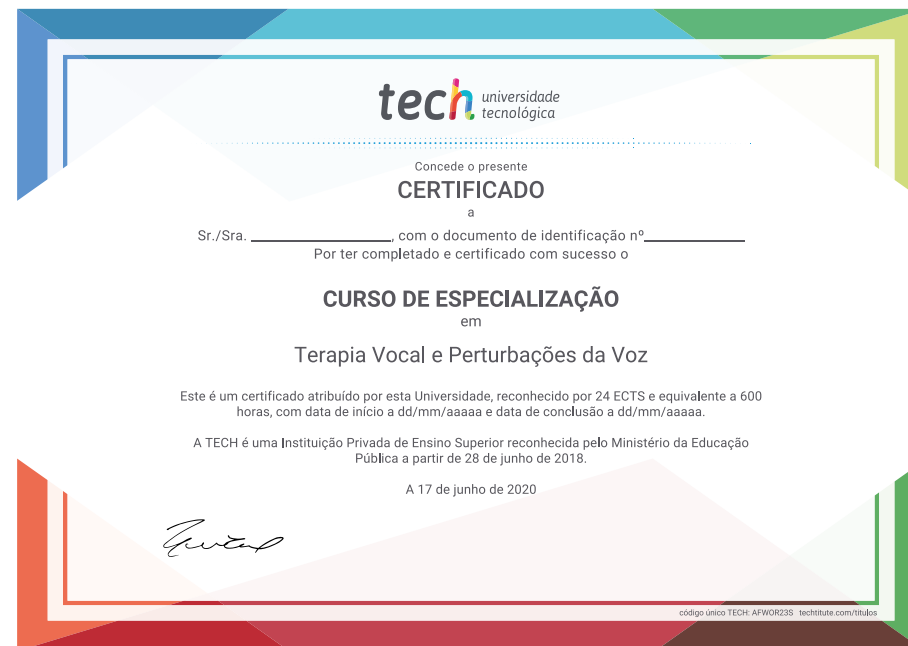 tech universidade
tecnológica
Concede o presente
CERTIFICADO
a
Sr./Sra. ____________________, com o documento de identificação nº______________
Por ter completado e certificado com sucesso o
CURSO DE ESPECIALIZAÇÃO
em
Terapia Vocal e Perturbações da Voz
Este é um certificado atribuído por esta Universidade, reconhecido por 24 ECTS e equivalente a 600
horas, com data de início a dd/mm/aaaaa e data de conclusão a dd/mm/aaaaa.
A TECH é uma Instituição Privada de Ensino Superior reconhecida pelo Ministério da Educação
Pública a partir de 28 de junho de 2018.
A 17 de junho de 2020
código único TECH: AFWOR23S techtitute.com/titulos